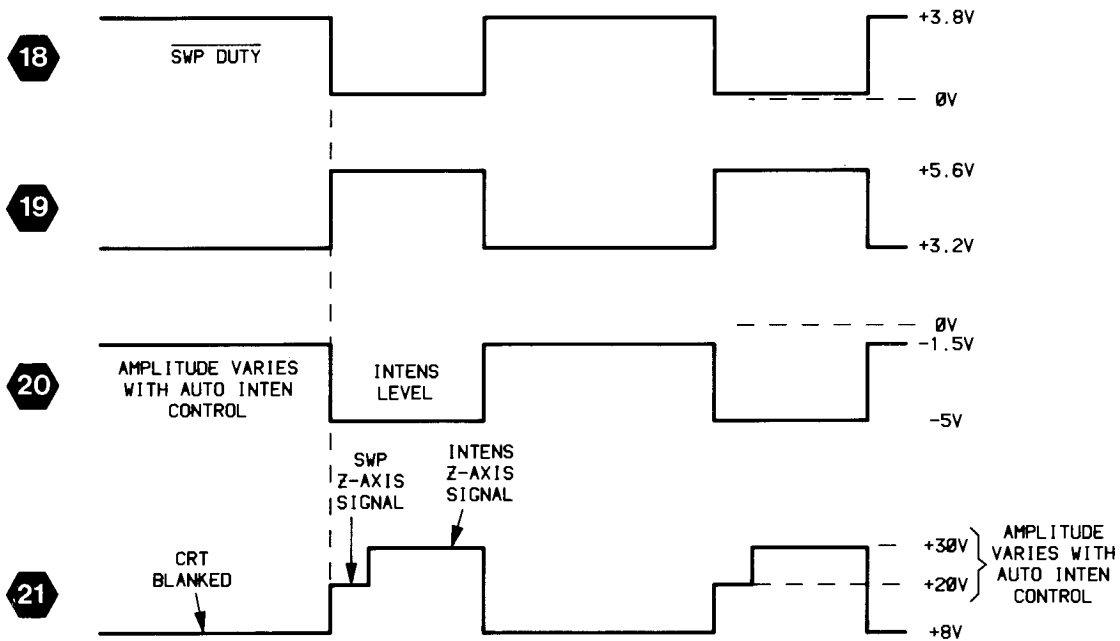 18
SWP DUTY
+3.8V
0V
19
+5.6V
+3.2V
20
AMPLITUDE VARIES
WITH AUTO INTEN
CONTROL
INTENS
LEVEL
0V
-1.5V
-5V
21
CRT
BLANKED
SWP
Z-AXIS
SIGNAL
INTENS
Z-AXIS
SIGNAL
+30V
+20V
+8V
AMPLITUDE
VARIES WITH
AUTO INTEN
CONTROL